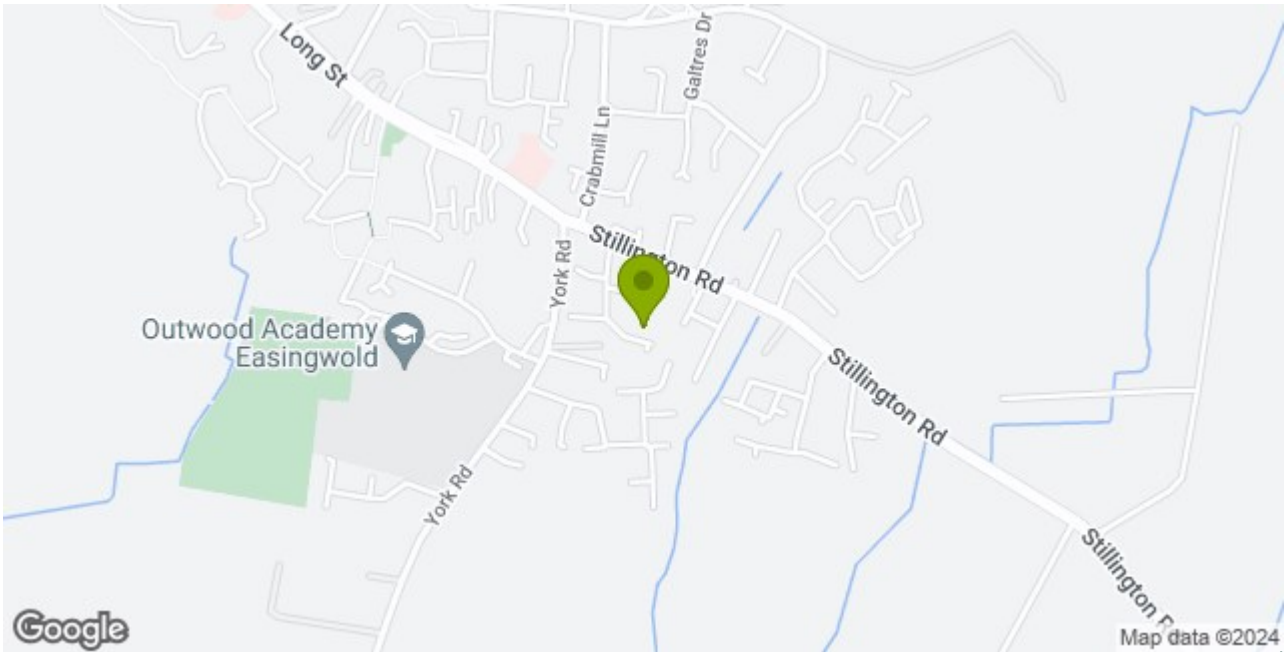 Long St
Galtres Dr
Crabmill Ln
Stillington Rd
York Rd
Outwood Academy
Easingwold
Stillington Rd
York Rd
Stillington Rd
Google
Map data ©2024